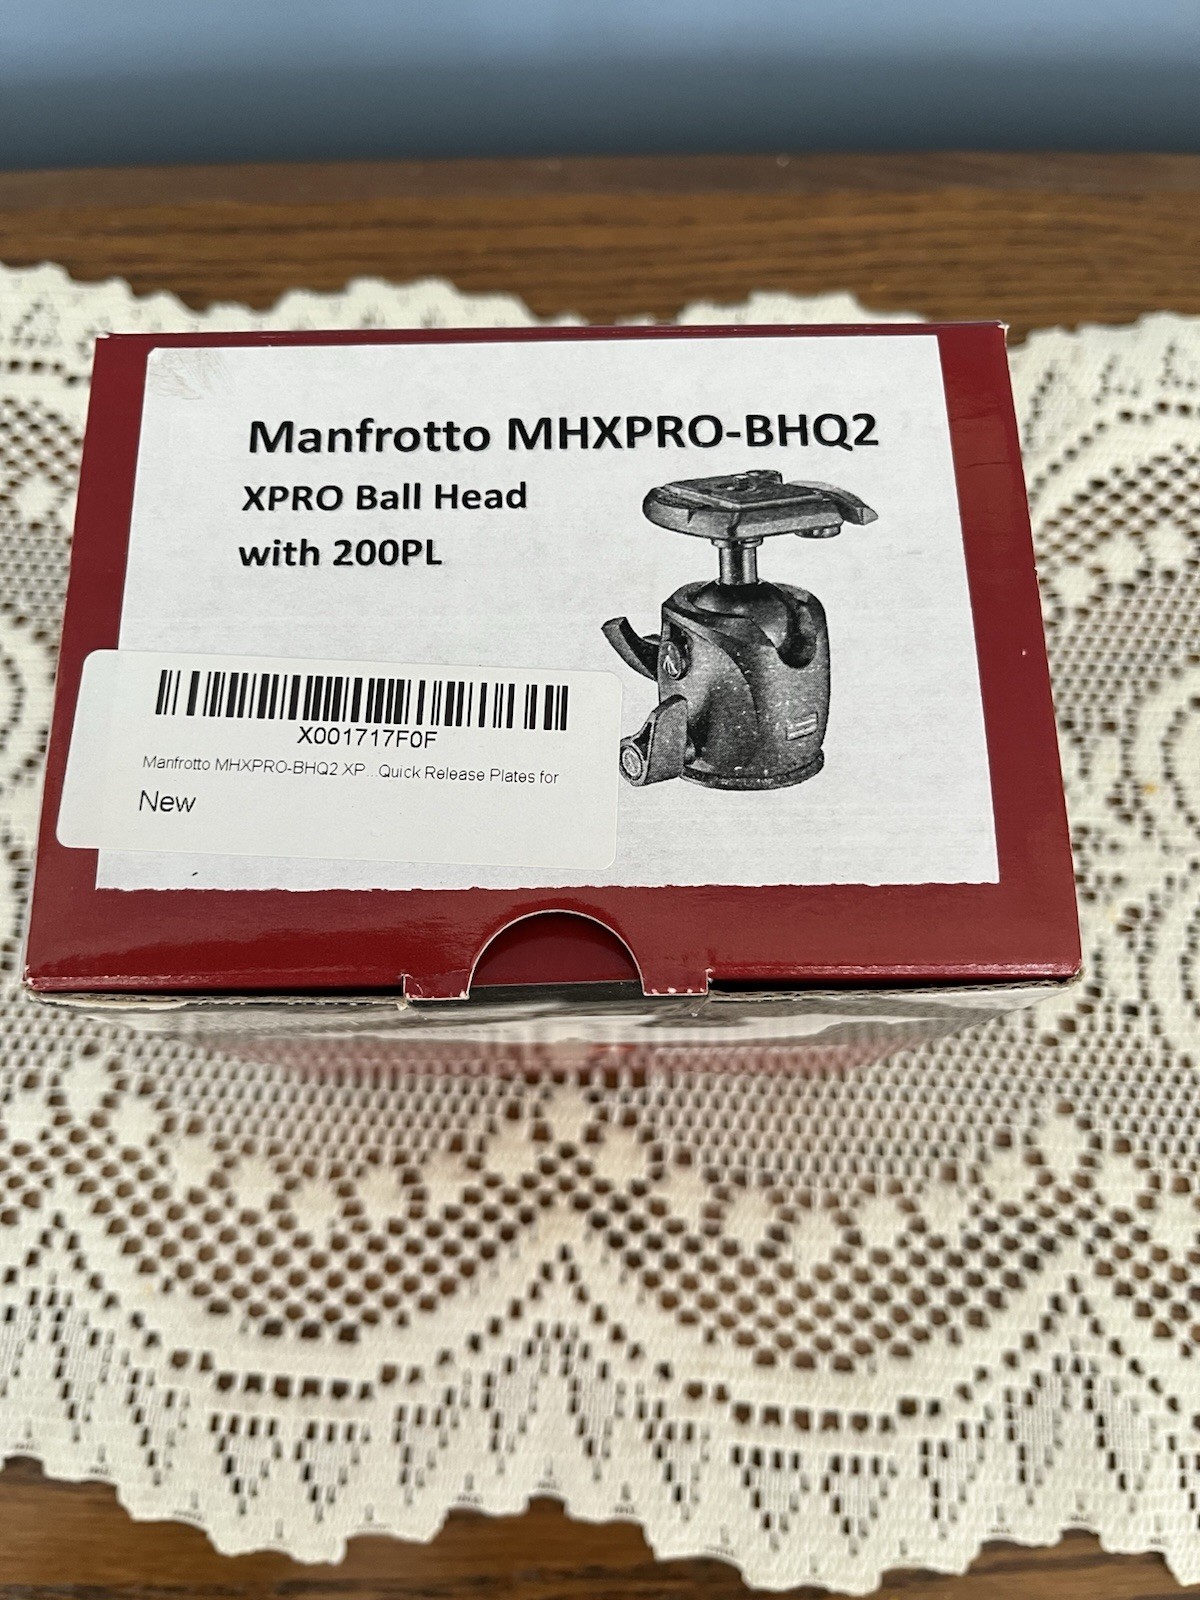 Manfrotto MHXPRO-BHQ2
XPRO Ball Head
with 200PL
X001717F0F
Manfrotto MHXPRO-BHQ2 XP...Quick Release Plates for
New